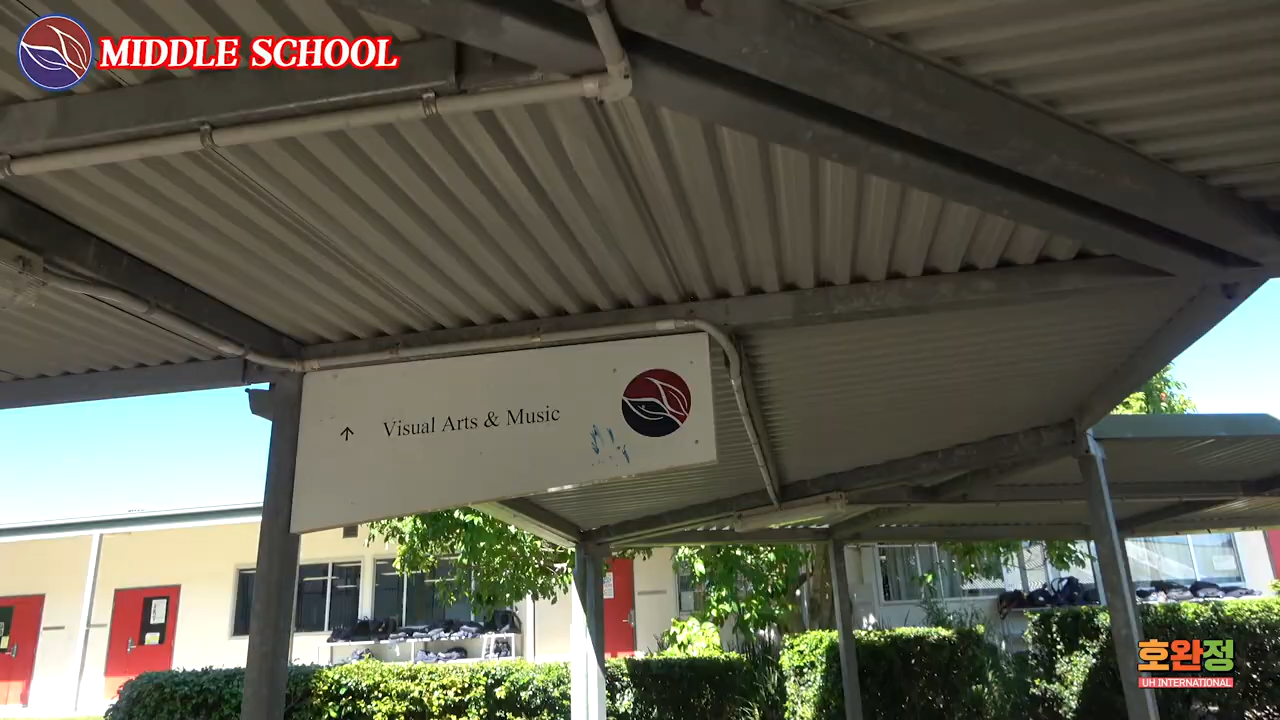 MIDDLE SCHOOL
↑ Visual Arts & Music
호완정
UH INTERNATIONAL